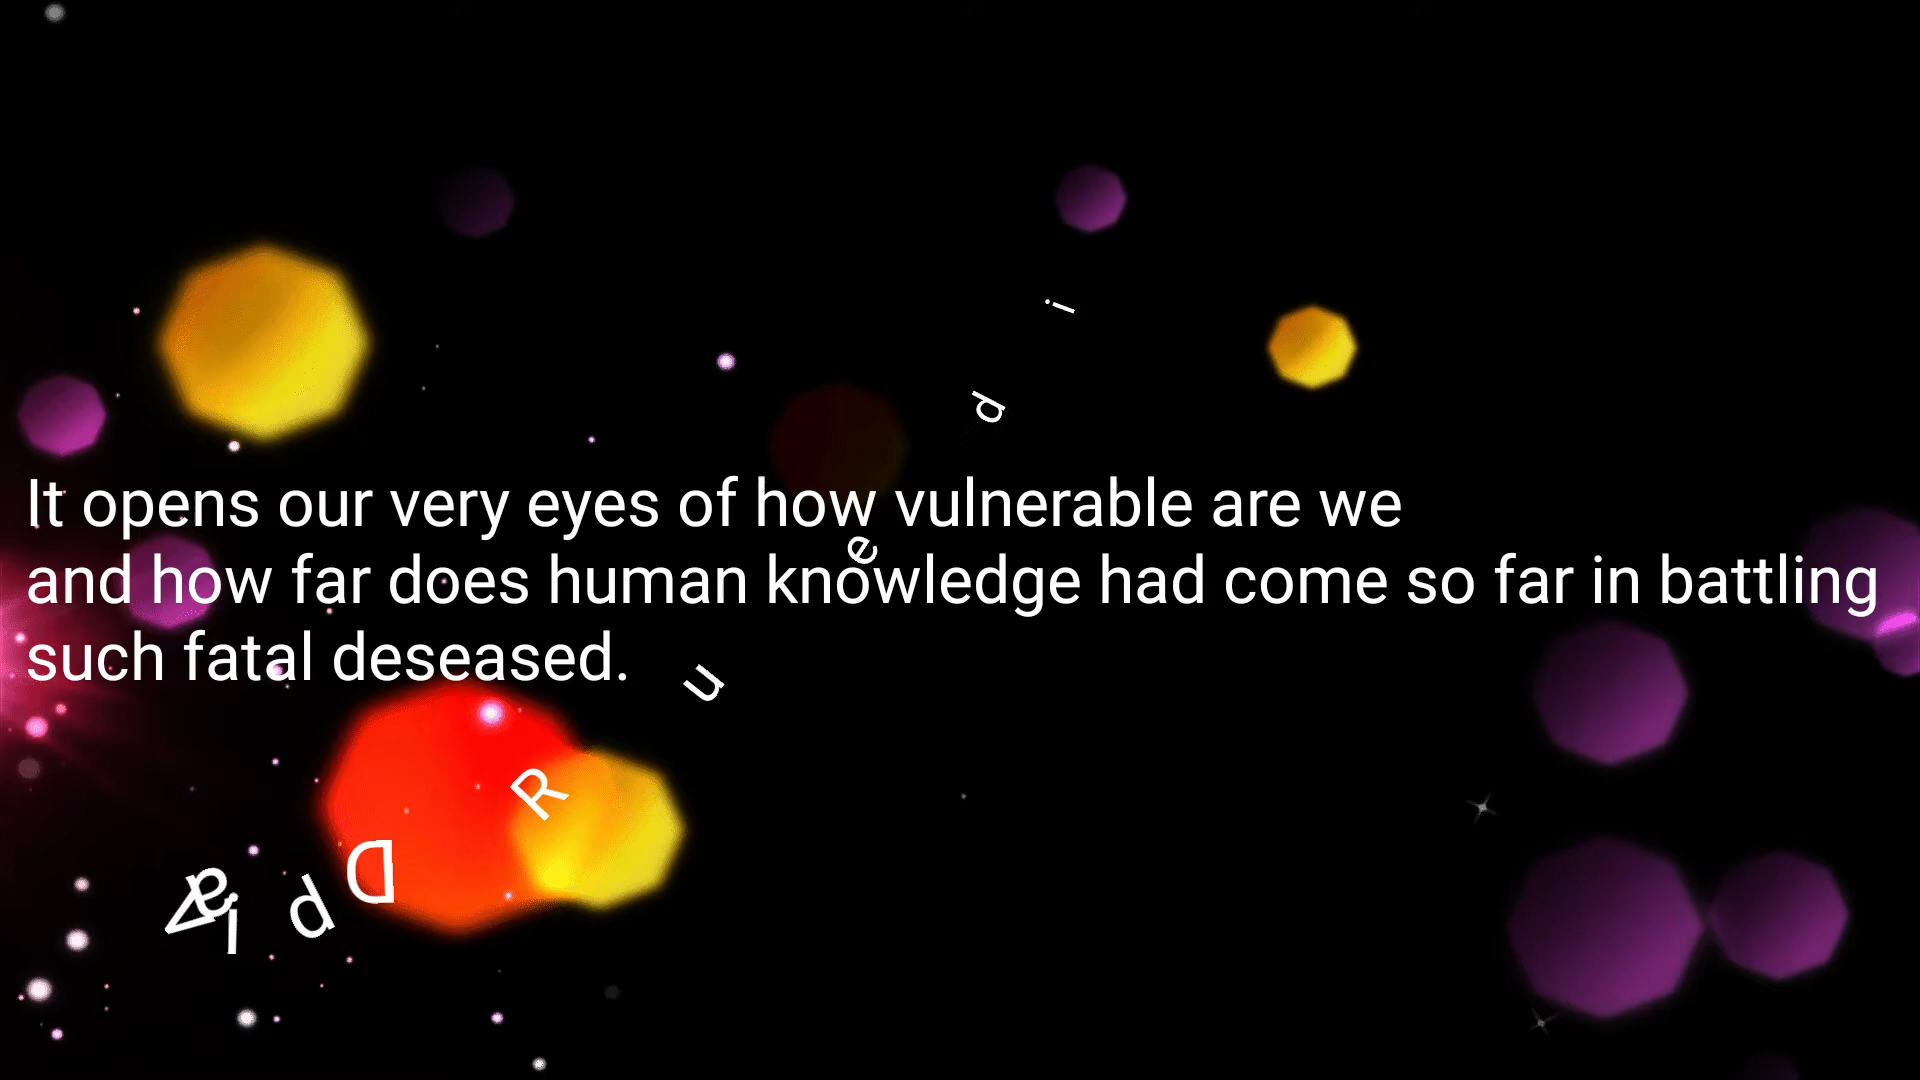 It opens our very eyes of how vulnerable are we
and how far does human knowledge had come so far in battling
such fatal deseased.